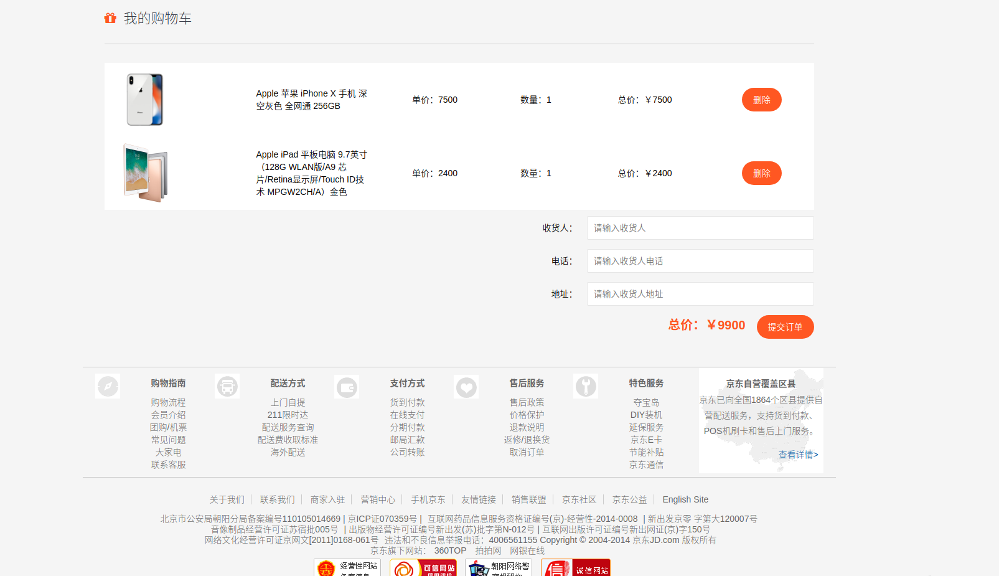 我的购物车
Apple 苹果 iPhone X 手机 深
空灰色 全网通 256GB
单价：7500
数量：1
总价：￥7500
删除
Apple iPad 平板电脑 9.7英寸
（128G WLAN版/A9 芯
片/Retina显示屏/Touch ID技
术 MPGW2CH/A）金色
单价：2400
数量：1
总价：￥2400
删除
收货人：
请输入收货人
电话：
请输入收货人电话
地址：
请输入收货人地址
总价：￥9900
提交订单
购物指南
购物流程
会员介绍
团购/机票
常见问题
大家电
联系客服
配送方式
上门自提
211限时达
配送服务查询
配送费收取标准
海外配送
支付方式
货到付款
在线支付
分期付款
邮局汇款
公司转账
售后服务
售后政策
价格保护
退款说明
返修/退换货
取消订单
特色服务
夺宝岛
DIY装机
延保服务
京东E卡
节能补贴
京东通信
京东自营覆盖区县
京东已向全国1864个区县提供自
营配送服务，支持货到付款、
POS机刷卡和售后上门服务。
查看详情>
关于我们 联系我们 商家入驻 营销中心 手机京东 友情链接 销售联盟 京东社区 京东公益 English Site
北京市公安局朝阳分局备案编号110105014669 | 京ICP证070359号 | 互联网药品信息服务资格证编号(京)-经营性-2014-0008 | 新出发京零 字第大120007号
音像制品经营许可证苏宿批005号 | 出版物经营许可证编号新出发(苏)批字第N-012号 | 互联网出版许可证编号新出网证(京)字150号
网络文化经营许可证京网文[2011]0168-061号 违法和不良信息举报电话：4006561155 Copyright © 2004-2014 京东JD.com 版权所有
京东旗下网站： 360TOP 拍拍网 网银在线
经营性网站
可信网站
朝阳网络警
诚信网站